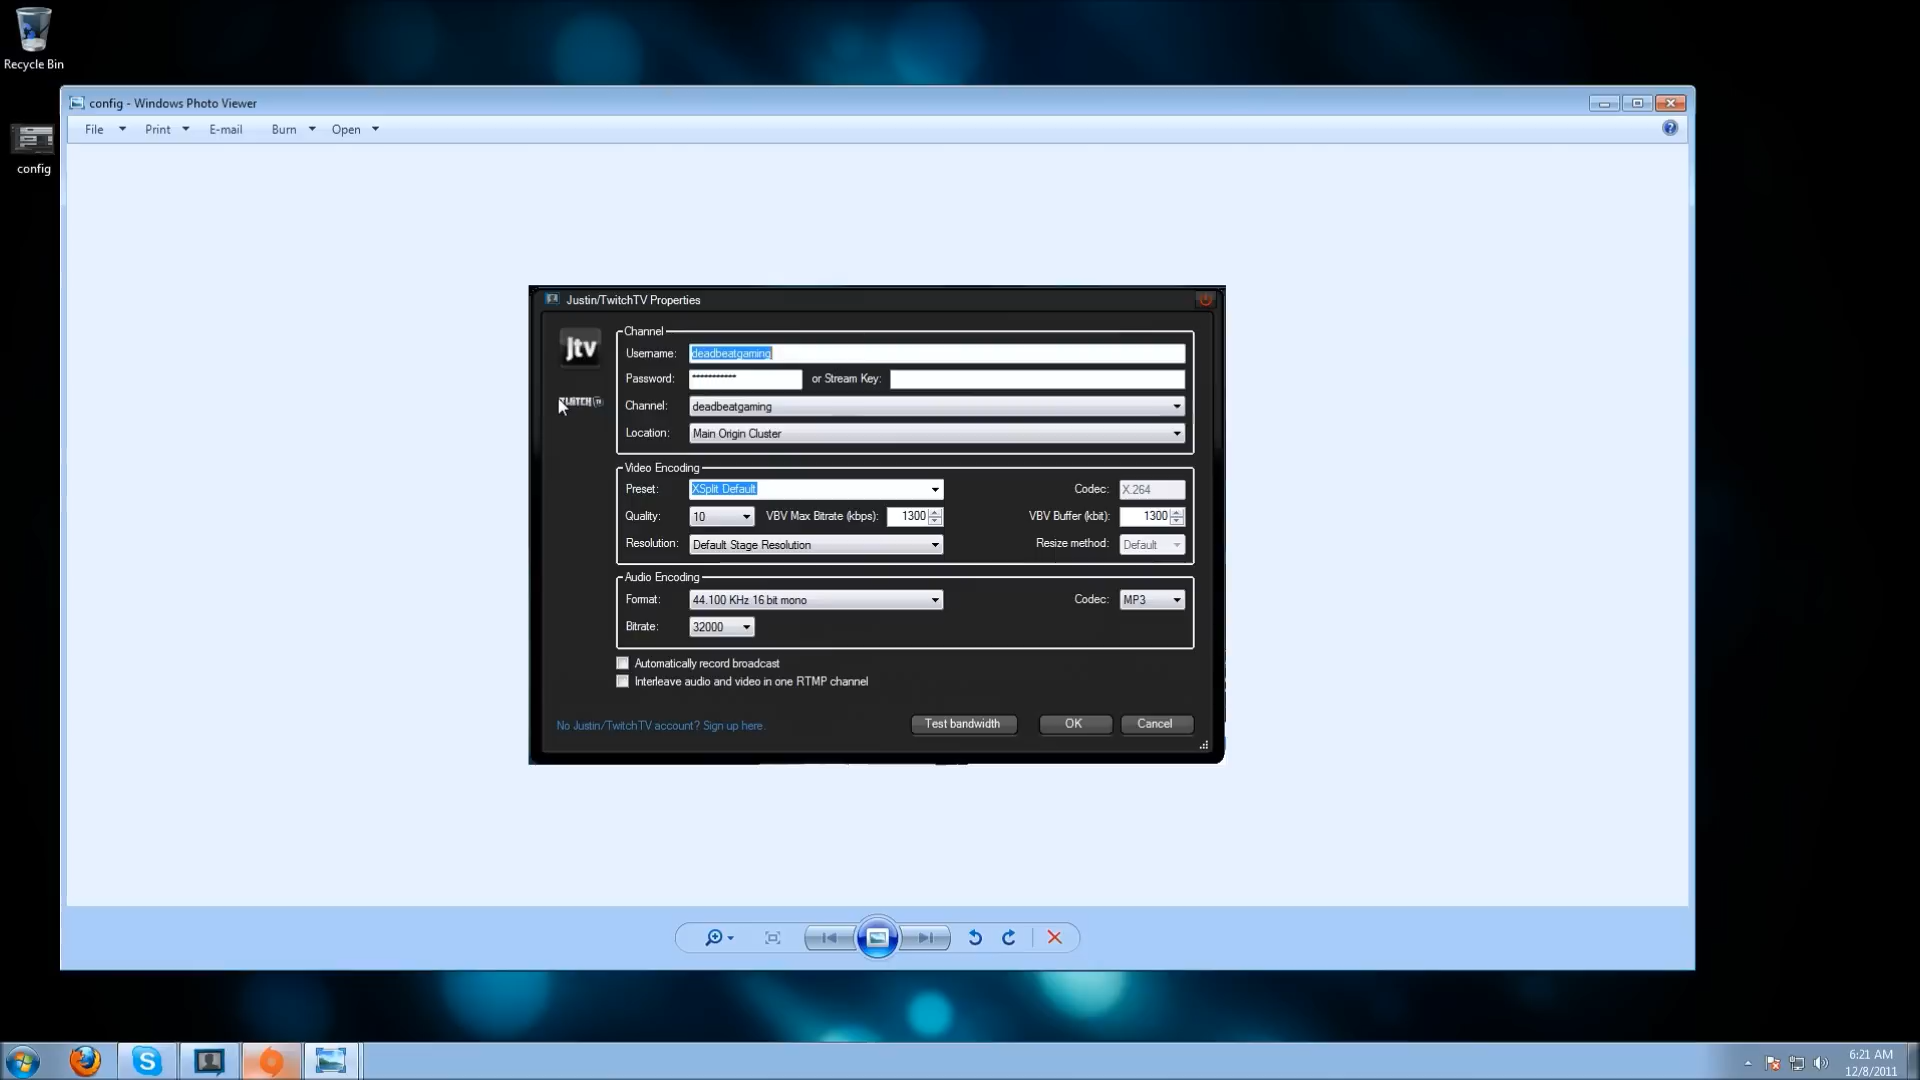 Recycle Bin
config - Windows Photo Viewer
File Print E-mail Burn Open
config
Justin/TwitchTV Properties
jtv
Channel
Username: deadbeatgaming
Password: *********** or Stream Key:
Channel: deadbeatgaming
Location: Main Origin Cluster
Video Encoding
Preset: XSplit Default Codec: X.264
Quality: 10 VBV Max Bitrate (kbps): 1300 VBV Buffer (kbit): 1300
Resolution: Default Stage Resolution Resize method: Default
Audio Encoding
Format: 44.100 KHz 16 bit mono Codec: MP3
Bitrate: 32000
Automatically record broadcast
Interleave audio and video in one RTMP channel
No Justin/TwitchTV account? Sign up here. Test bandwidth OK Cancel
6:21 AM
12/8/2011